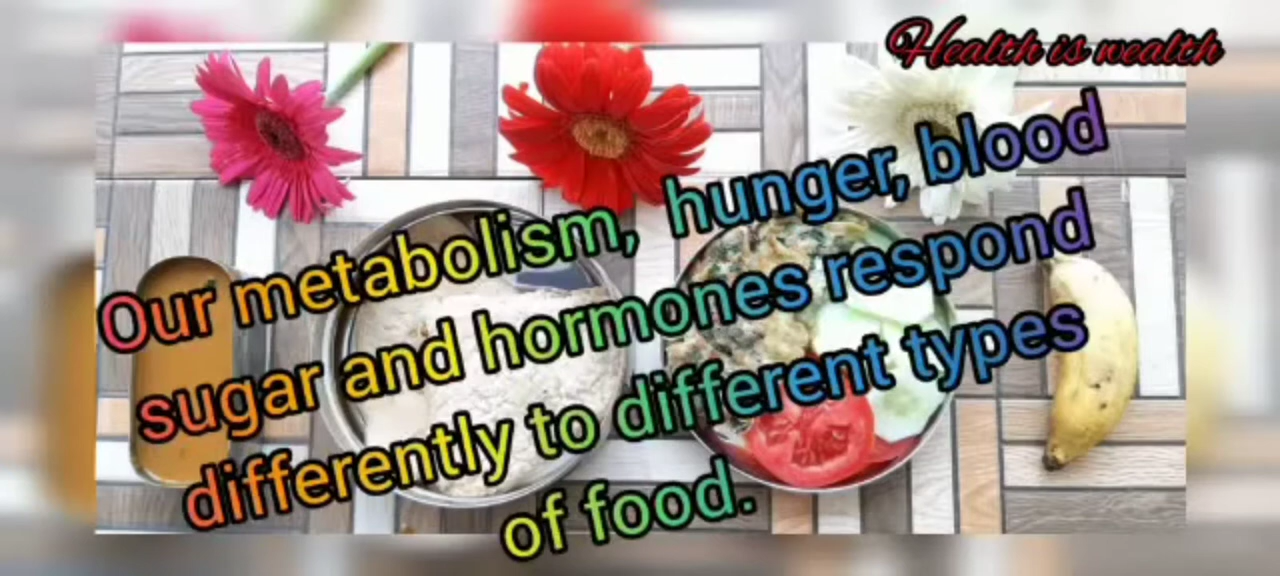 Health is wealth
Our metabolism, hunger, blood
sugar and hormones respond
differently to different types
of food.